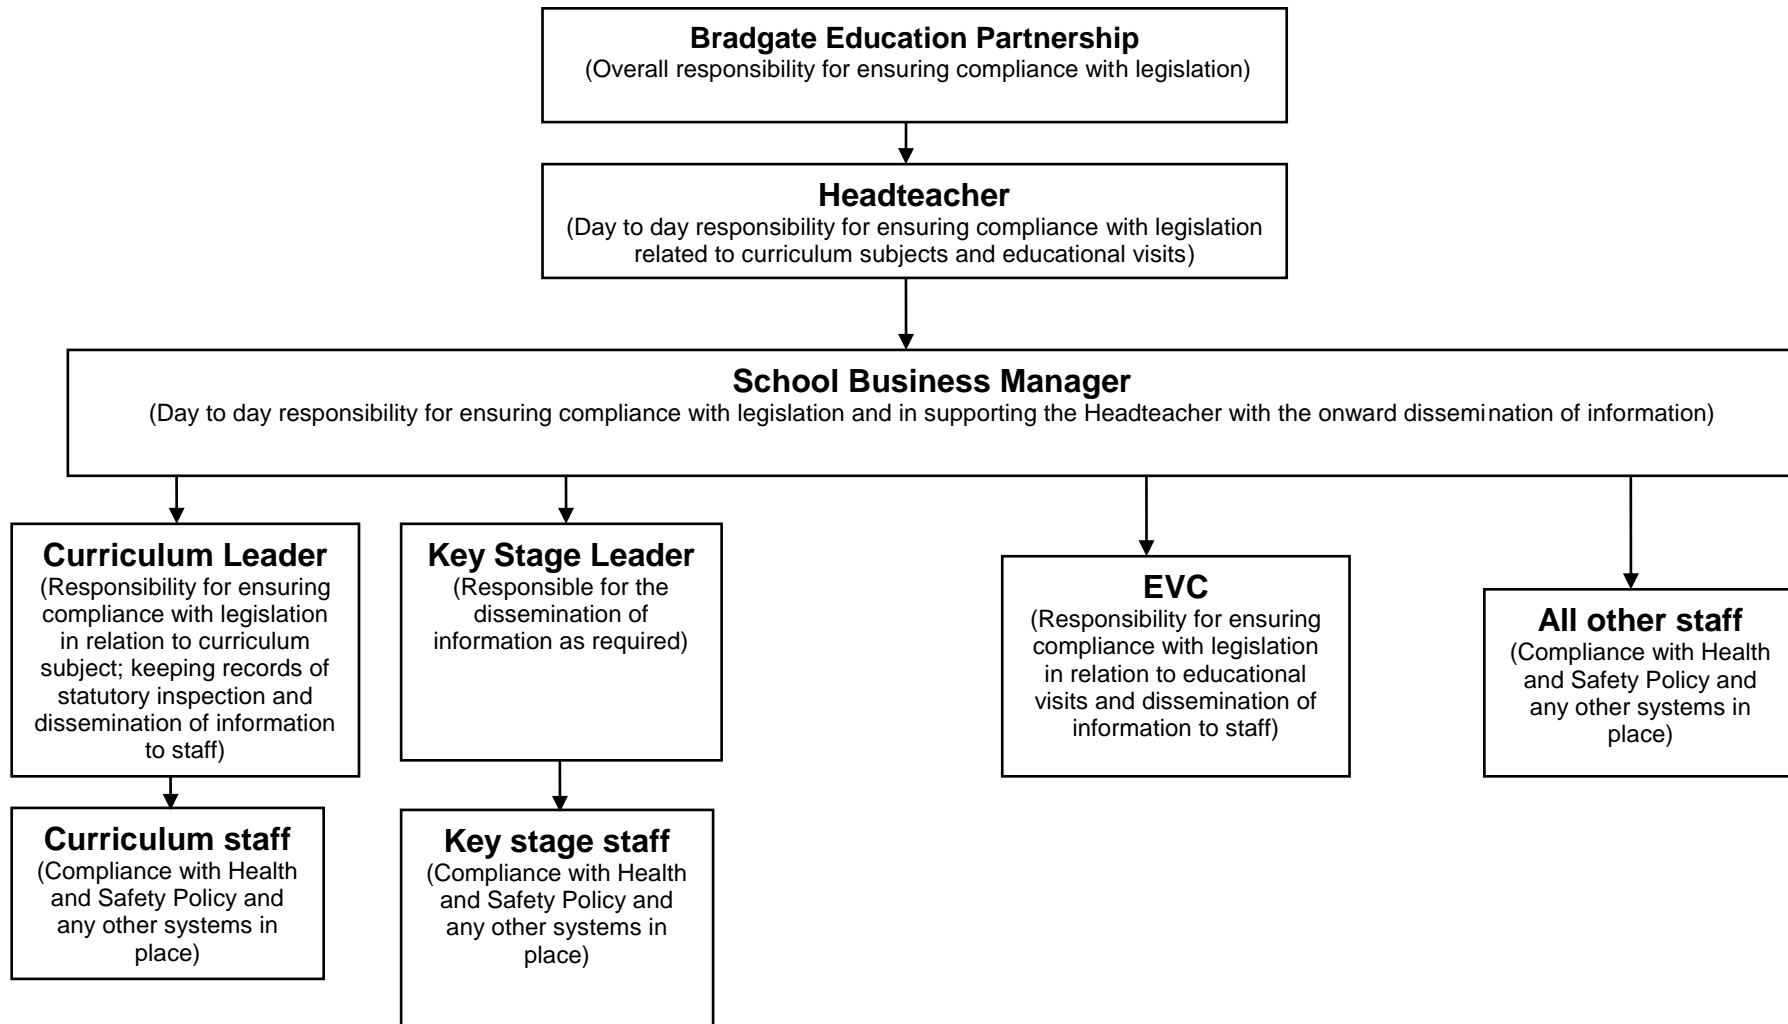 Bradgate Education Partnership
(Overall responsibility for ensuring compliance with legislation)
Headteacher
(Day to day responsibility for ensuring compliance with legislation
related to curriculum subjects and educational visits)
School Business Manager
(Day to day responsibility for ensuring compliance with legislation and in supporting the Headteacher with the onward dissemination of information)
Curriculum Leader
(Responsibility for ensuring
compliance with legislation
in relation to curriculum
subject; keeping records of
statutory inspection and
dissemination of information
to staff)
Key Stage Leader
(Responsible for the
dissemination of
information as required)
EVC
(Responsibility for ensuring
compliance with legislation
in relation to educational
visits and dissemination of
information to staff)
All other staff
(Compliance with Health
and Safety Policy and
any other systems in
place)
Curriculum staff
(Compliance with Health
and Safety Policy and
any other systems in
place)
Key stage staff
(Compliance with Health
and Safety Policy and
any other systems in
place)